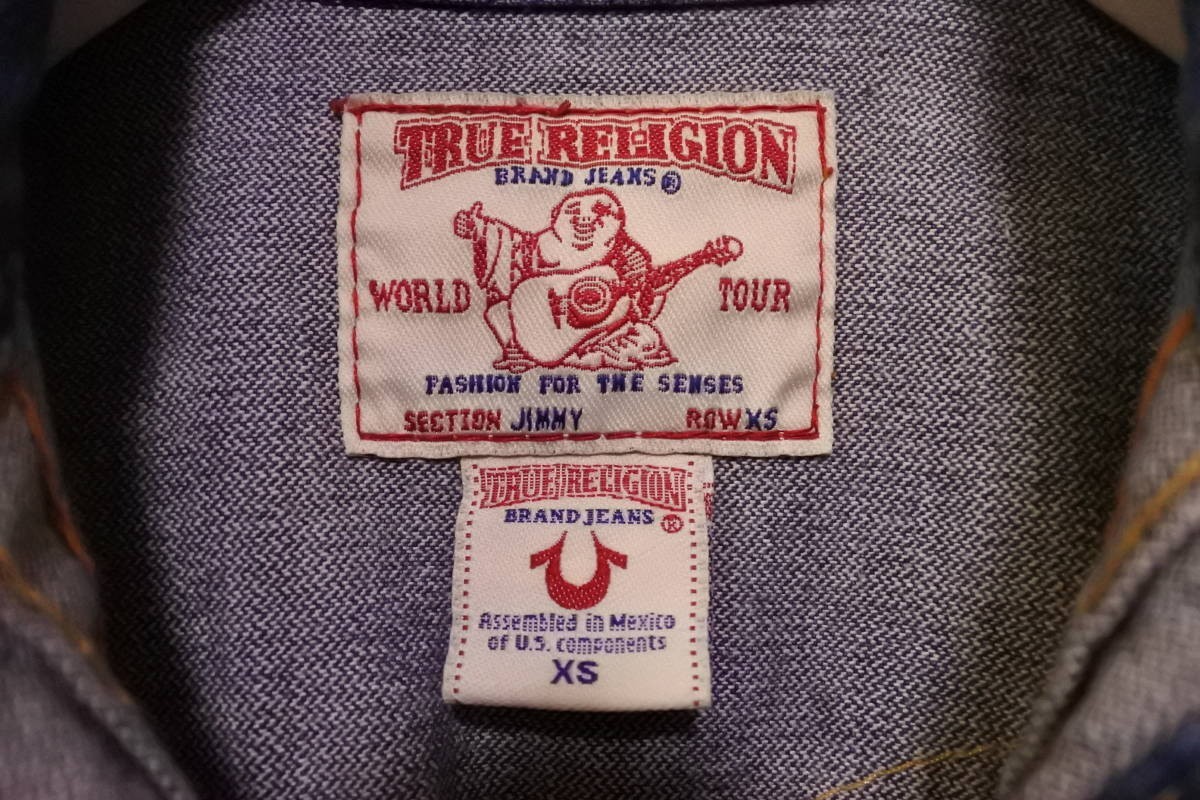 TRUE RELIGION
BRAND JEANS®
WORLD TOUR
FASHION FOR THE SENSES
SECTION JIMMY ROW XS
TRUE RELIGION
BRAND JEANS ®
Assembled in Mexico
of U.S. components
XS